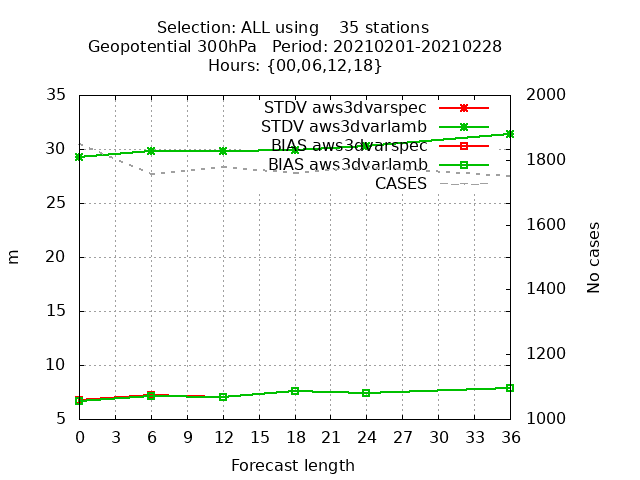 Selection: ALL using    35 stations
Geopotential 300hPa   Period: 20210201-20210228
Hours: {00,06,12,18}
35
30
25
20
15
10
5
m
2000
1800
1600
1400
1200
1000
No cases
STDV aws3dvarspec
STDV aws3dvarlamb
BIAS aws3dvarspec
BIAS aws3dvarlamb
CASES
0 3 6 9 12 15 18 21 24 27 30 33 36
Forecast length